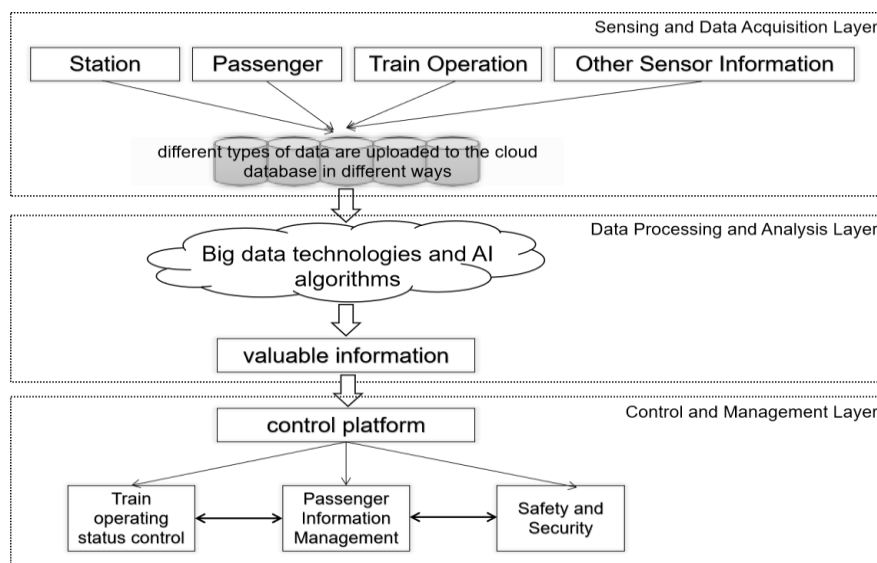 Sensing and Data Acquisition Layer
Station
Passenger
Train Operation
Other Sensor Information
different types of data are uploaded to the cloud
database in different ways
Data Processing and Analysis Layer
Big data technologies and AI
algorithms
valuable information
Control and Management Layer
control platform
Train
operating
status control
Passenger
Information
Management
Safety and
Security